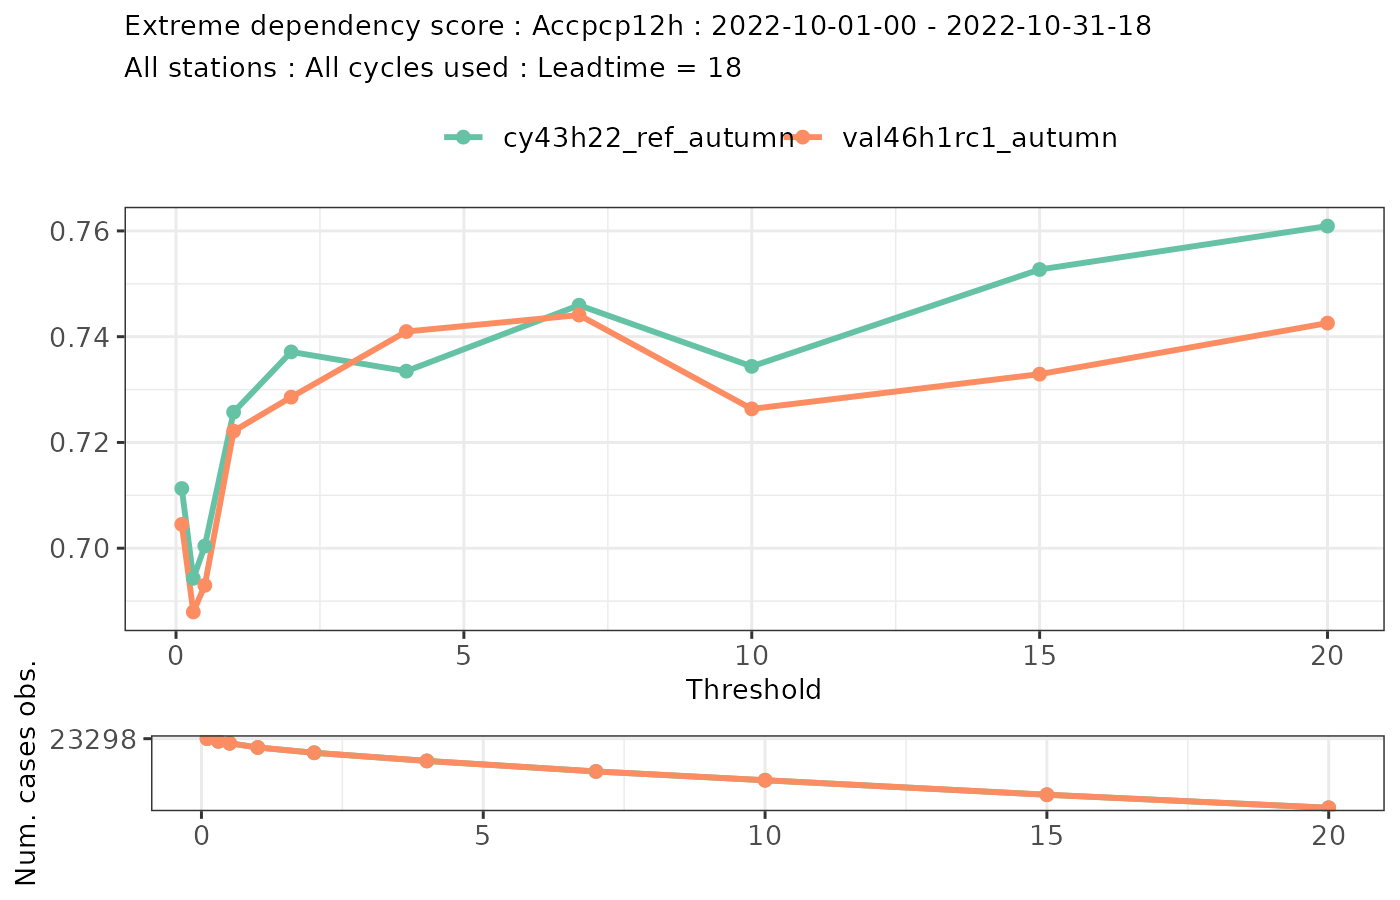 Extreme dependency score : Accpcp12h : 2022-10-01-00 - 2022-10-31-18
All stations : All cycles used : Leadtime = 18
cy43h22_ref_autumn val46h1rc1_autumn
0.76
0.74
0.72
0.70
0 5 10 15 20
Threshold
Num. cases obs.
23298
0 5 10 15 20